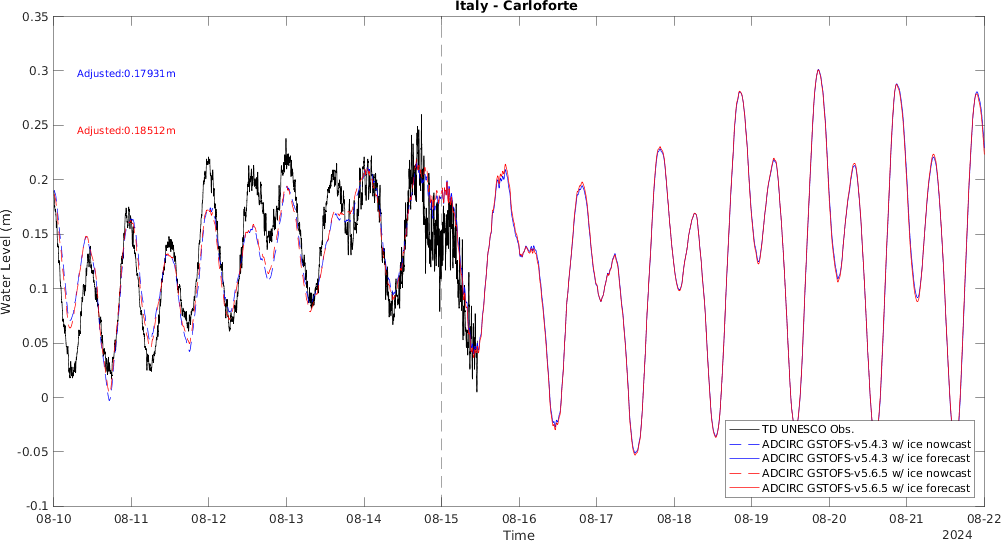 Italy - Carloforte
0.35
0.3
0.25
0.2
0.15
0.1
0.05
0
-0.05
-0.1
Water Level (m)
Adjusted:0.17931m
Adjusted:0.18512m
TD UNESCO Obs.
ADCIRC GSTOFS-v5.4.3 w/ ice nowcast
ADCIRC GSTOFS-v5.4.3 w/ ice forecast
ADCIRC GSTOFS-v5.6.5 w/ ice nowcast
ADCIRC GSTOFS-v5.6.5 w/ ice forecast
08-10 08-11 08-12 08-13 08-14 08-15 08-16 08-17 08-18 08-19 08-20 08-21 08-22
Time
2024